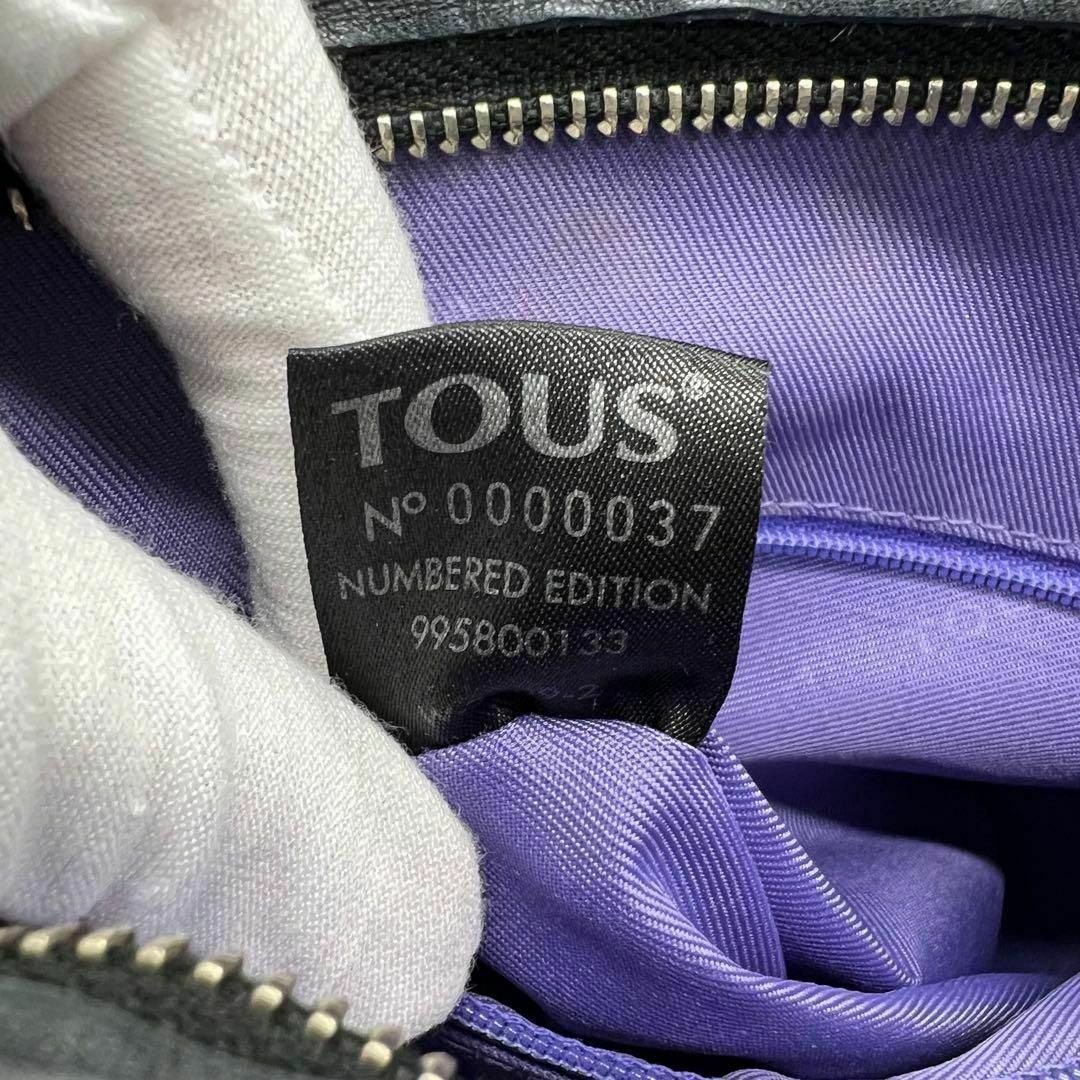 TOUS®
Nº 0000037
NUMBERED EDITION
995800133